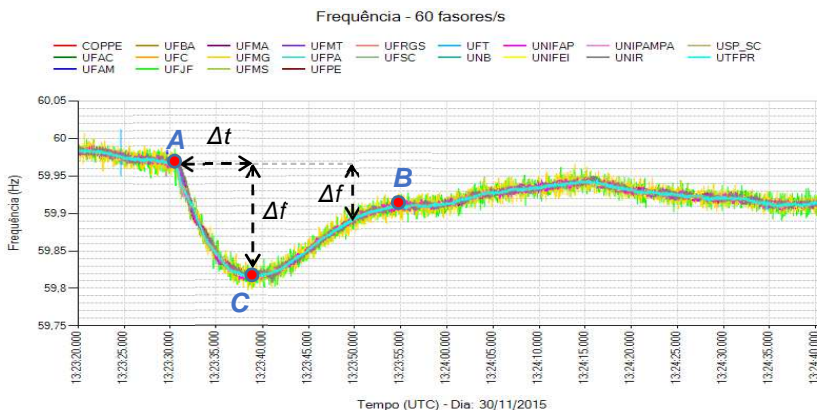 Frequência - 60 fasores/s
COPPE UFBA UFMA UFMT UFRGS UFT UNIFAP UNIPAMPA USP_SC
UFAC UFC UFMG UFPA UFSC UNB UNIFEI UNIR UTFPR
UFAM UFJF UFMS UFPE
60,05
60
59,95
59,9
59,85
59,8
59,75
Frequência (Hz)
A
Δt
Δf
Δf
B
C
13:23:20.000
13:23:25.000
13:23:30.000
13:23:35.000
13:23:40.000
13:23:45.000
13:23:50.000
13:23:55.000
13:24:00.000
13:24:05.000
13:24:10.000
13:24:15.000
13:24:20.000
13:24:25.000
13:24:30.000
13:24:35.000
13:24:40.0
Tempo (UTC) - Dia: 30/11/2015